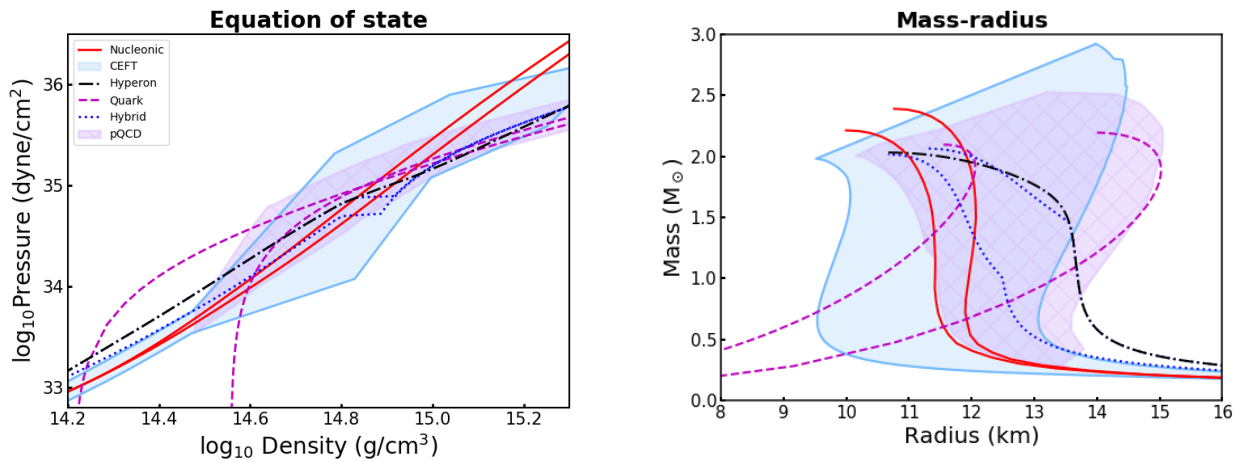 Equation of state
log₁₀Pressure (dyne/cm²)
36
35
34
33
Nucleonic
CEFT
Hyperon
Quark
Hybrid
pQCD
14.2 14.4 14.6 14.8 15.0 15.2
log₁₀ Density (g/cm³)
Mass-radius
Mass (M⊙)
3.0
2.5
2.0
1.5
1.0
0.5
0.0
8 9 10 11 12 13 14 15 16
Radius (km)